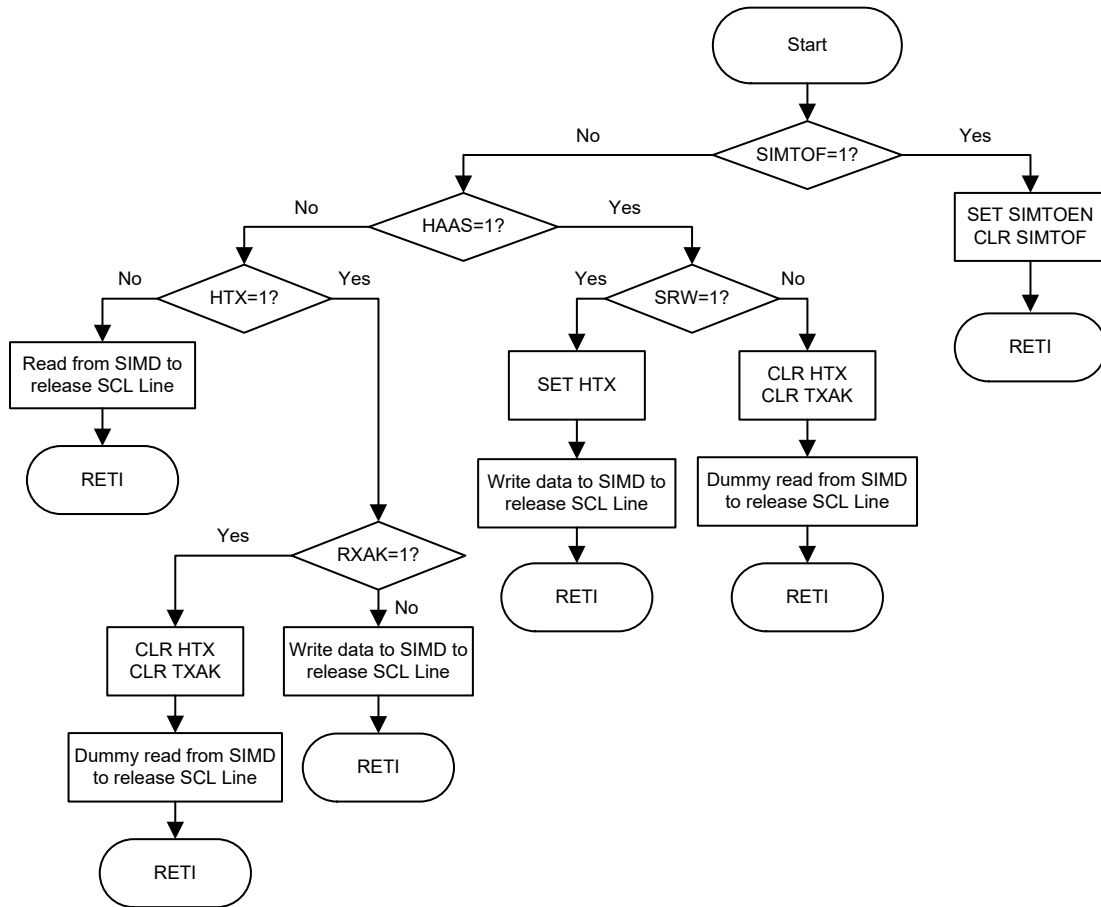 Start
No
Yes
SIMTOF=1?
No
HAAS=1?
Yes
SET SIMTOEN
CLR SIMTOF
No
HTX=1?
Yes
Yes
SRW=1?
No
RETI
Read from SIMD to
release SCL Line
SET HTX
CLR HTX
CLR TXAK
RETI
Write data to SIMD to
release SCL Line
Dummy read from SIMD
to release SCL Line
Yes
RXAK=1?
No
RETI
RETI
CLR HTX
CLR TXAK
Write data to SIMD to
release SCL Line
Dummy read from SIMD
to release SCL Line
RETI
RETI